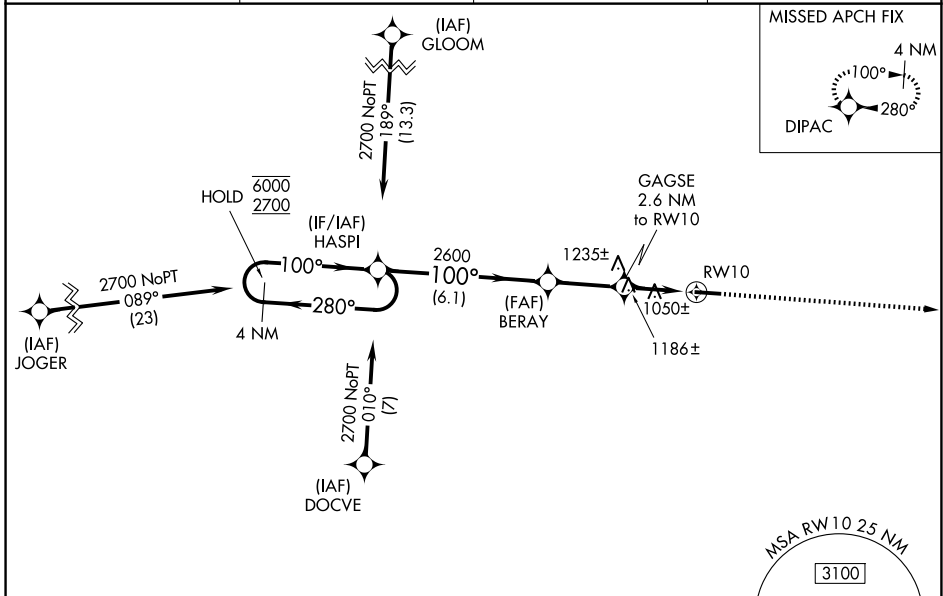 MISSED APCH FIX
4 NM
100°
280°
DIPAC
(IAF)
GLOOM
2700 NoPT
189°
(13.3)
HOLD
6000
2700
(IF/IAF)
HASPI
GAGSE
2.6 NM
to RW10
1235±
2600
100°
(6.1)
100°
280°
4 NM
2700 NoPT
089°
(23)
(IAF)
JOGER
(FAF)
BERAY
RW10
1050±
1186±
2700 NoPT
010°
(7)
(IAF)
DOCVE
MSA RW10 25 NM
3100